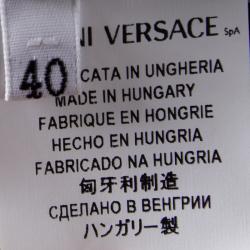 NI VERSACE SpA
40
CATA IN UNGHERIA
MADE IN HUNGARY
FABRIQUE EN HONGRIE
HECHO EN HUNGRIA
FABRICADO NA HUNGRIA
匈牙利制造
СДЕЛАНО В ВЕНГРИИ
ハンガリー製